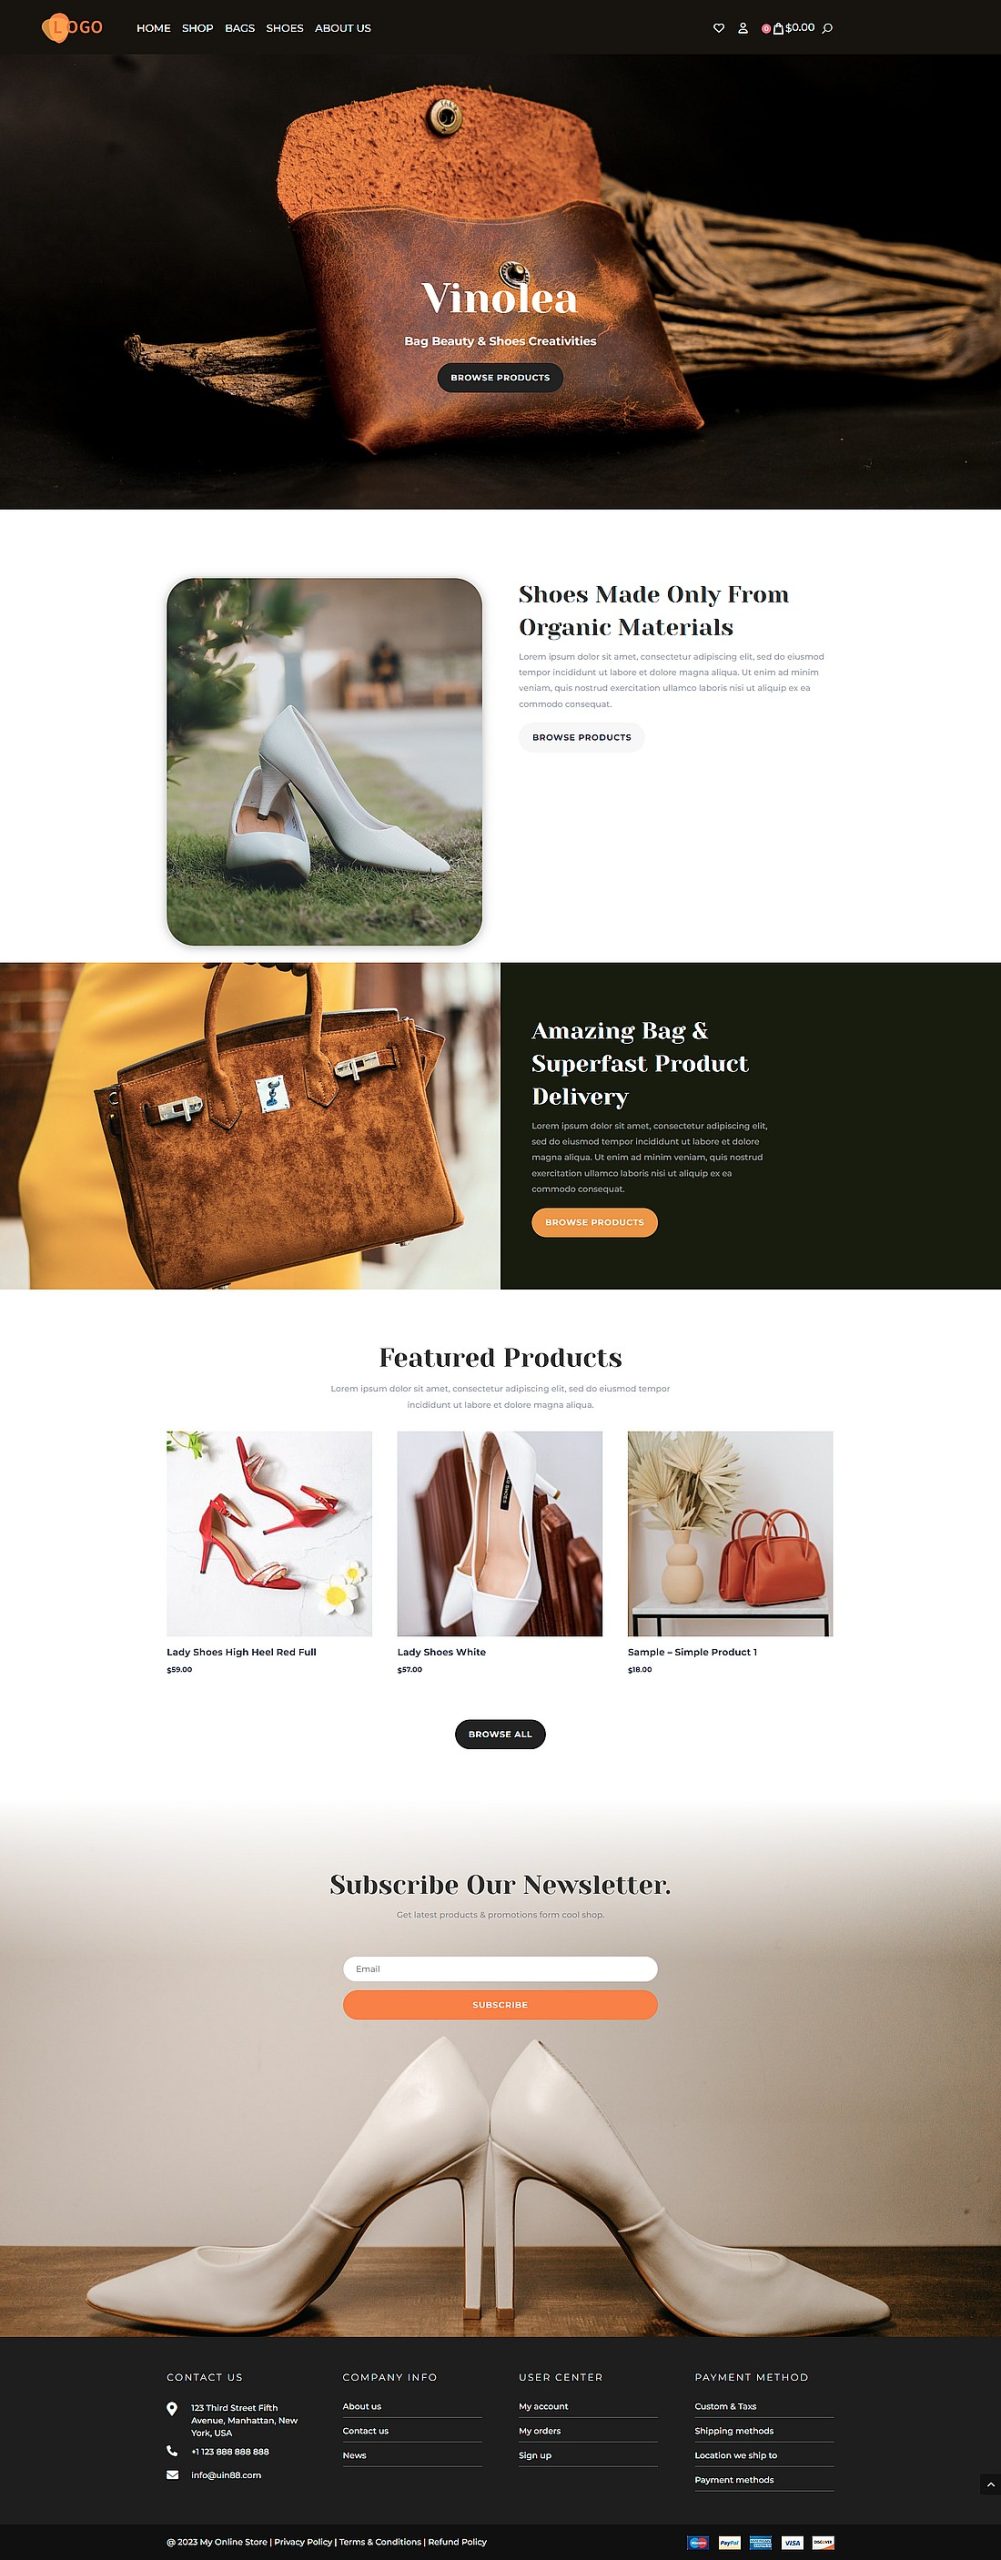 LOGO
HOME SHOP BAGS SHOES ABOUT US
0 $0.00
Vinolea
Bag Beauty & Shoes Creativities
BROWSE PRODUCTS
Shoes Made Only From
Organic Materials
Lorem ipsum dolor sit amet, consectetur adipiscing elit, sed do eiusmod
tempor incididunt ut labore et dolore magna aliqua. Ut enim ad minim
veniam, quis nostrud exercitation ullamco laboris nisi ut aliquip ex ea
commodo consequat.
BROWSE PRODUCTS
Amazing Bag &
Superfast Product
Delivery
Lorem ipsum dolor sit amet, consectetur adipiscing elit,
sed do eiusmod tempor incididunt ut labore et dolore
magna aliqua. Ut enim ad minim veniam, quis nostrud
exercitation ullamco laboris nisi ut aliquip ex ea
commodo consequat.
BROWSE PRODUCTS
Featured Products
Lorem ipsum dolor sit amet, consectetur adipiscing elit, sed do eiusmod tempor
incididunt ut labore et dolore magna aliqua.
Lady Shoes High Heel Red Full
$59.00
Lady Shoes White
$57.00
Sample – Simple Product 1
$18.00
BROWSE ALL
Subscribe Our Newsletter.
Get latest products & promotions form cool shop.
Email
SUBSCRIBE
CONTACT US
123 Third Street Fifth
Avenue, Manhattan, New
York, USA
+1 123 888 888 888
info@uin88.com
COMPANY INFO
About us
Contact us
News
USER CENTER
My account
My orders
Sign up
PAYMENT METHOD
Custom & Taxs
Shipping methods
Location we ship to
Payment methods
@ 2023 My Online Store | Privacy Policy | Terms & Conditions | Refund Policy
PayPal
VISA
DISCOVER